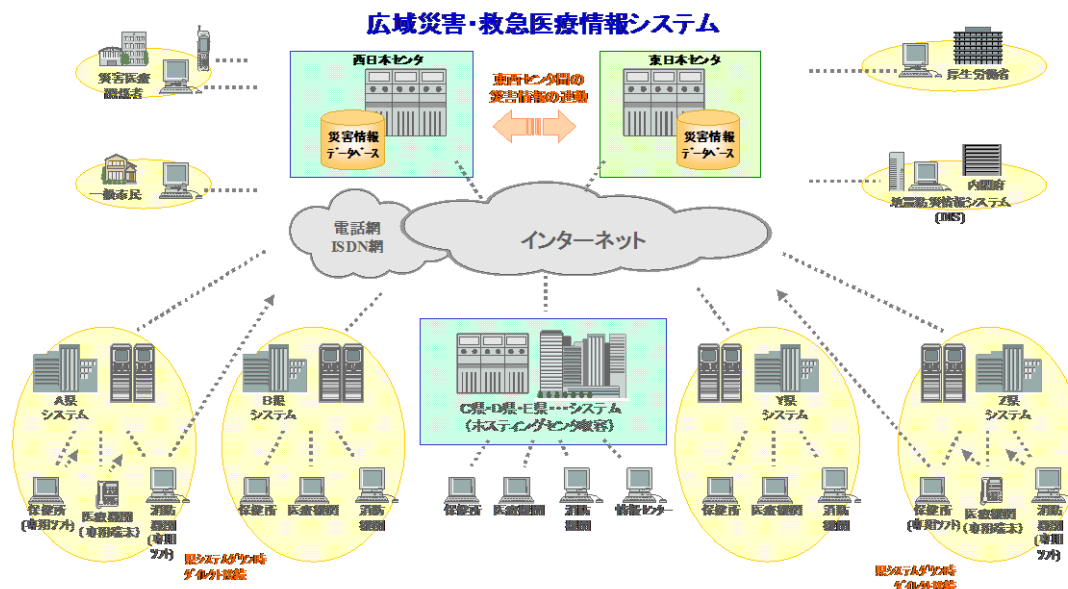 広域災害・救急医療情報システム
西日本センタ
災害情報
データベース
東西センタ間の
災害情報の連動
東日本センタ
災害情報
データベース
災害医療
関係者
厚生労働省
一般市民
内閣府
地震防災情報システム
(DIS)
電話網
ISDN網
インターネット
A県
システム
B県
システム
C県・D県・E県・・・システム
(ホスティングセンタ収容)
Y県
システム
Z県
システム
保健所
(専用ソフト)
医療機関
(専用端末)
消防
機関
(専用
ソフト)
保健所
医療機関
消防
機関
保健所
医療機関
消防
機関
情報センター
保健所
医療機関
消防
機関
保健所
(専用ソフト)
医療機関
(専用端末)
消防
機関
(専用
ソフト)
県システムダウン時
ダイレクト接続
県システムダウン時
ダイレクト接続